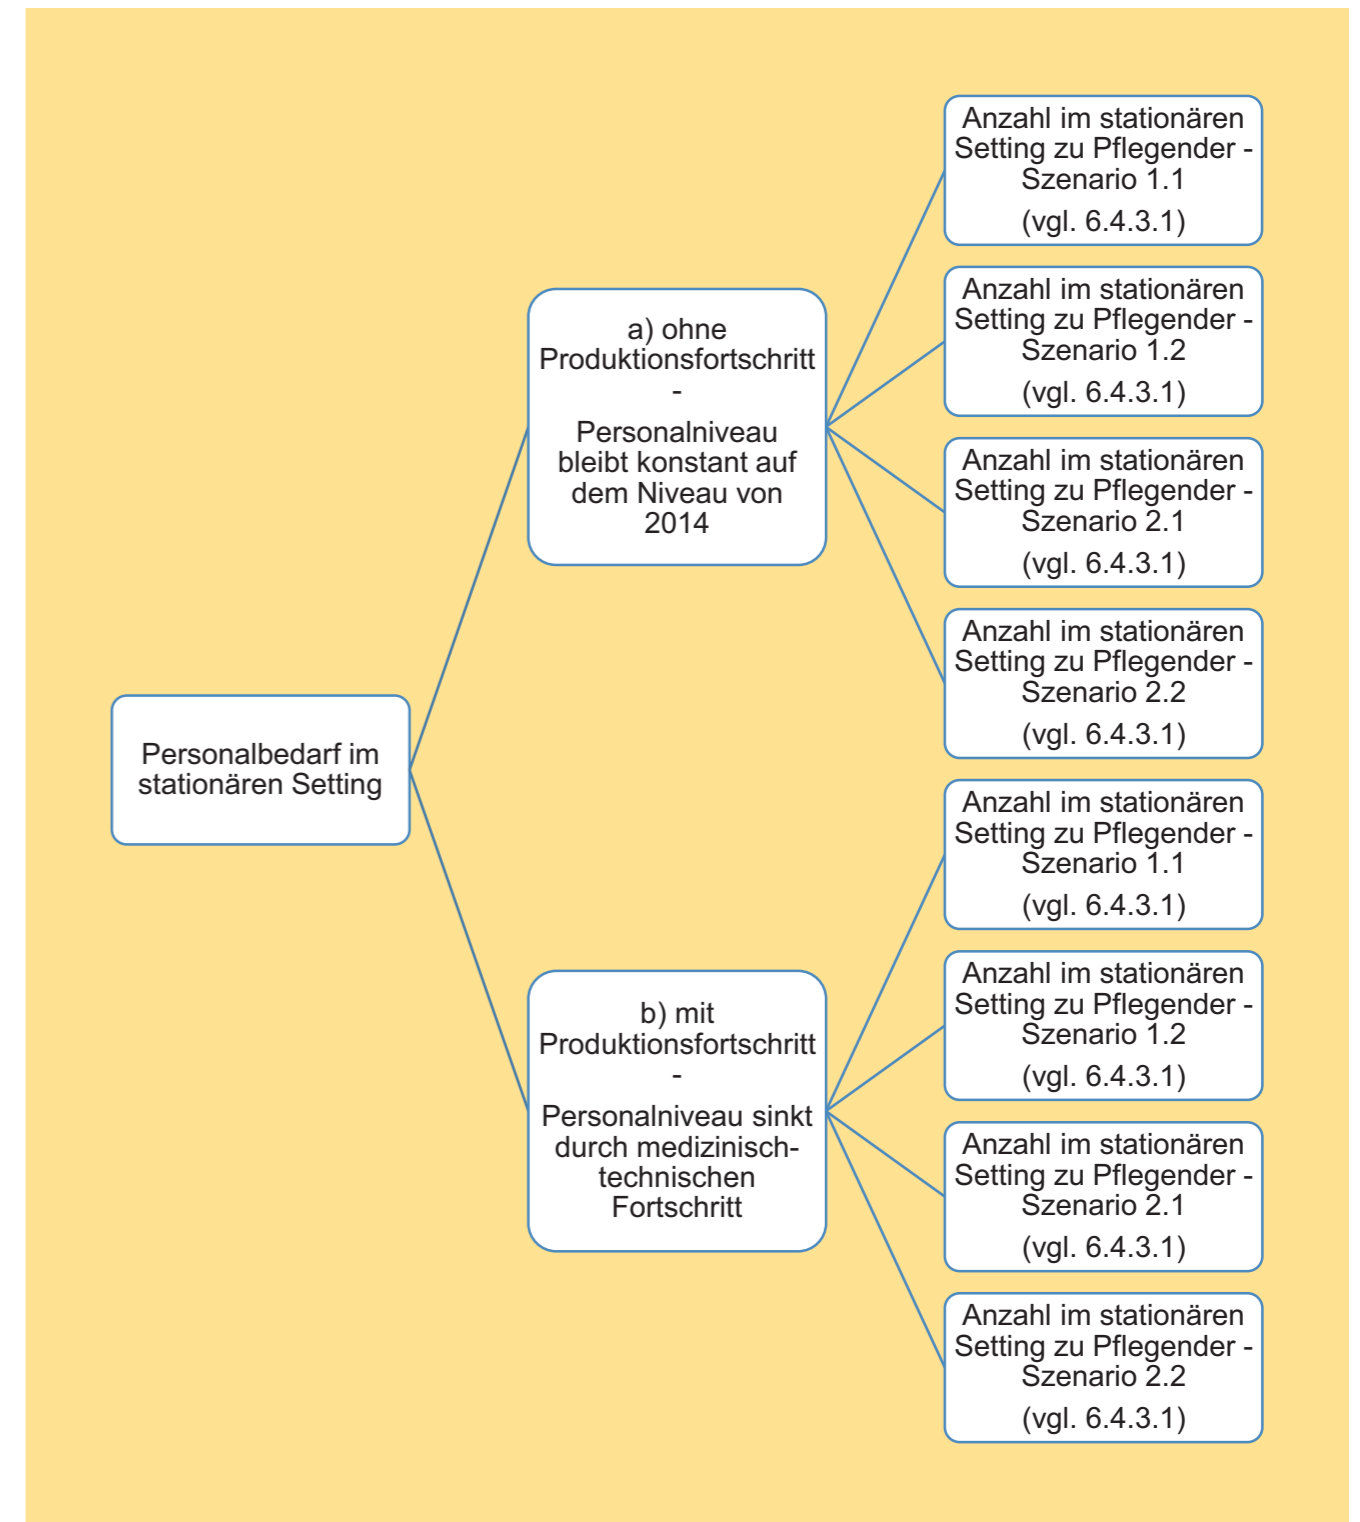 Personalbedarf im
stationären Setting
a) ohne
Produktionsfortschritt
-
Personalniveau
bleibt konstant auf
dem Niveau von
2014
Anzahl im stationären
Setting zu Pflegender -
Szenario 1.1
(vgl. 6.4.3.1)
Anzahl im stationären
Setting zu Pflegender -
Szenario 1.2
(vgl. 6.4.3.1)
Anzahl im stationären
Setting zu Pflegender -
Szenario 2.1
(vgl. 6.4.3.1)
Anzahl im stationären
Setting zu Pflegender -
Szenario 2.2
(vgl. 6.4.3.1)
b) mit
Produktionsfortschritt
-
Personalniveau sinkt
durch medizinisch-
technischen
Fortschritt
Anzahl im stationären
Setting zu Pflegender -
Szenario 1.1
(vgl. 6.4.3.1)
Anzahl im stationären
Setting zu Pflegender -
Szenario 1.2
(vgl. 6.4.3.1)
Anzahl im stationären
Setting zu Pflegender -
Szenario 2.1
(vgl. 6.4.3.1)
Anzahl im stationären
Setting zu Pflegender -
Szenario 2.2
(vgl. 6.4.3.1)